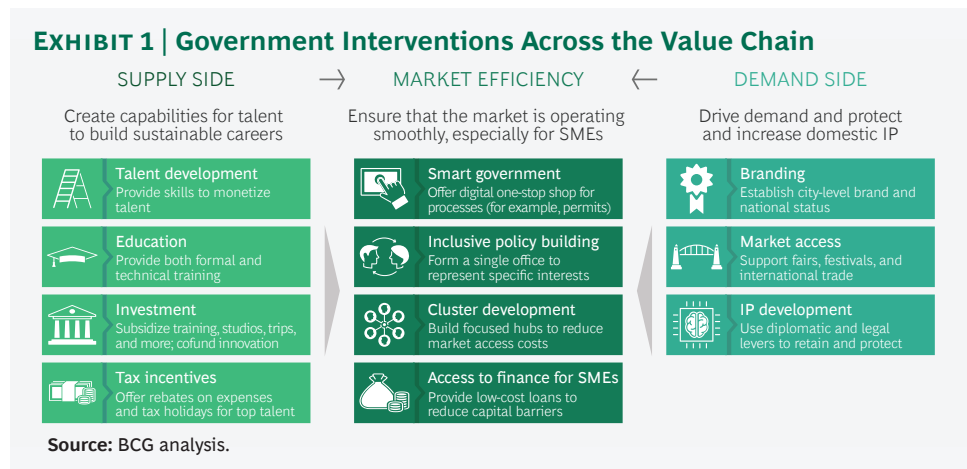 EXHIBIT 1 | Government Interventions Across the Value Chain
SUPPLY SIDE
Create capabilities for talent
to build sustainable careers
Talent development
Provide skills to monetize
talent
Education
Provide both formal and
technical training
Investment
Subsidize training, studios, trips,
and more; cofund innovation
Tax incentives
Offer rebates on expenses
and tax holidays for top talent
MARKET EFFICIENCY
Ensure that the market is operating
smoothly, especially for SMEs
Smart government
Offer digital one-stop shop for
processes (for example, permits)
Inclusive policy building
Form a single office to
represent specific interests
Cluster development
Build focused hubs to reduce
market access costs
Access to finance for SMEs
Provide low-cost loans to
reduce capital barriers
DEMAND SIDE
Drive demand and protect
and increase domestic IP
Branding
Establish city-level brand and
national status
Market access
Support fairs, festivals, and
international trade
IP development
Use diplomatic and legal
levers to retain and protect
Source: BCG analysis.